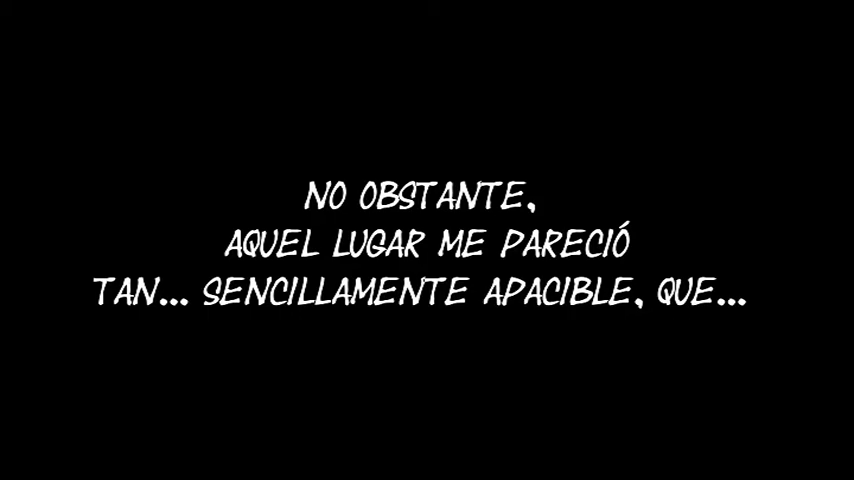 NO OBSTANTE,
AQUEL LUGAR ME PARECIÓ
TAN... SENCILLAMENTE APACIBLE, QUE...